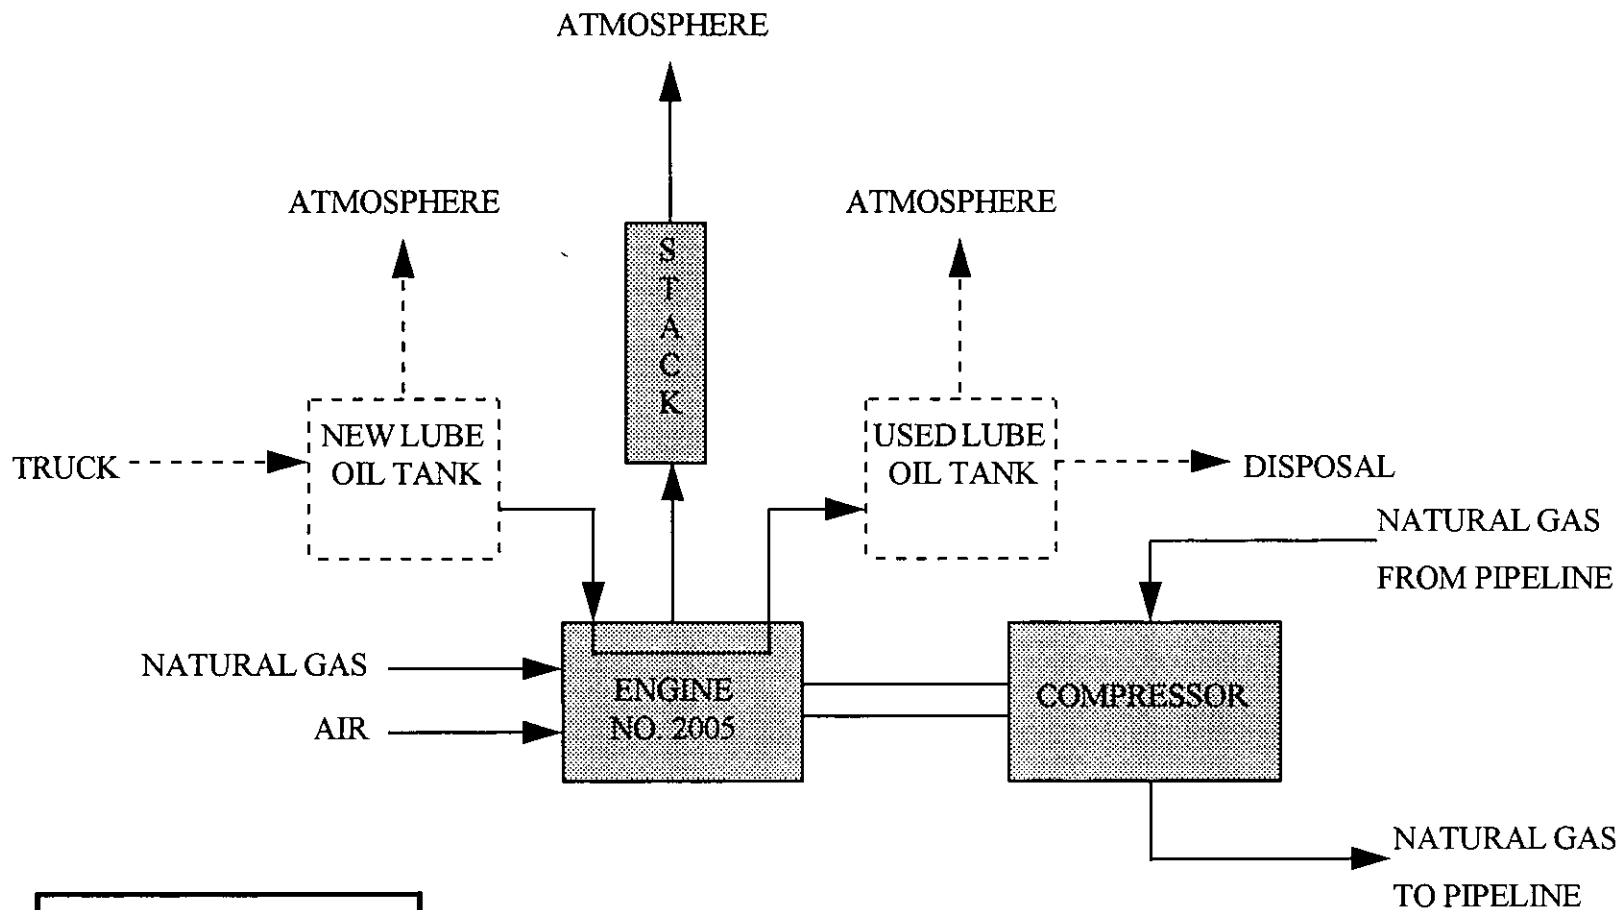 ATMOSPHERE
ATMOSPHERE
ATMOSPHERE
STACK
NEW LUBE
OIL TANK
USED LUBE
OIL TANK
TRUCK
DISPOSAL
NATURAL GAS
FROM PIPELINE
NATURAL GAS
AIR
ENGINE
NO. 2005
COMPRESSOR
NATURAL GAS
TO PIPELINE